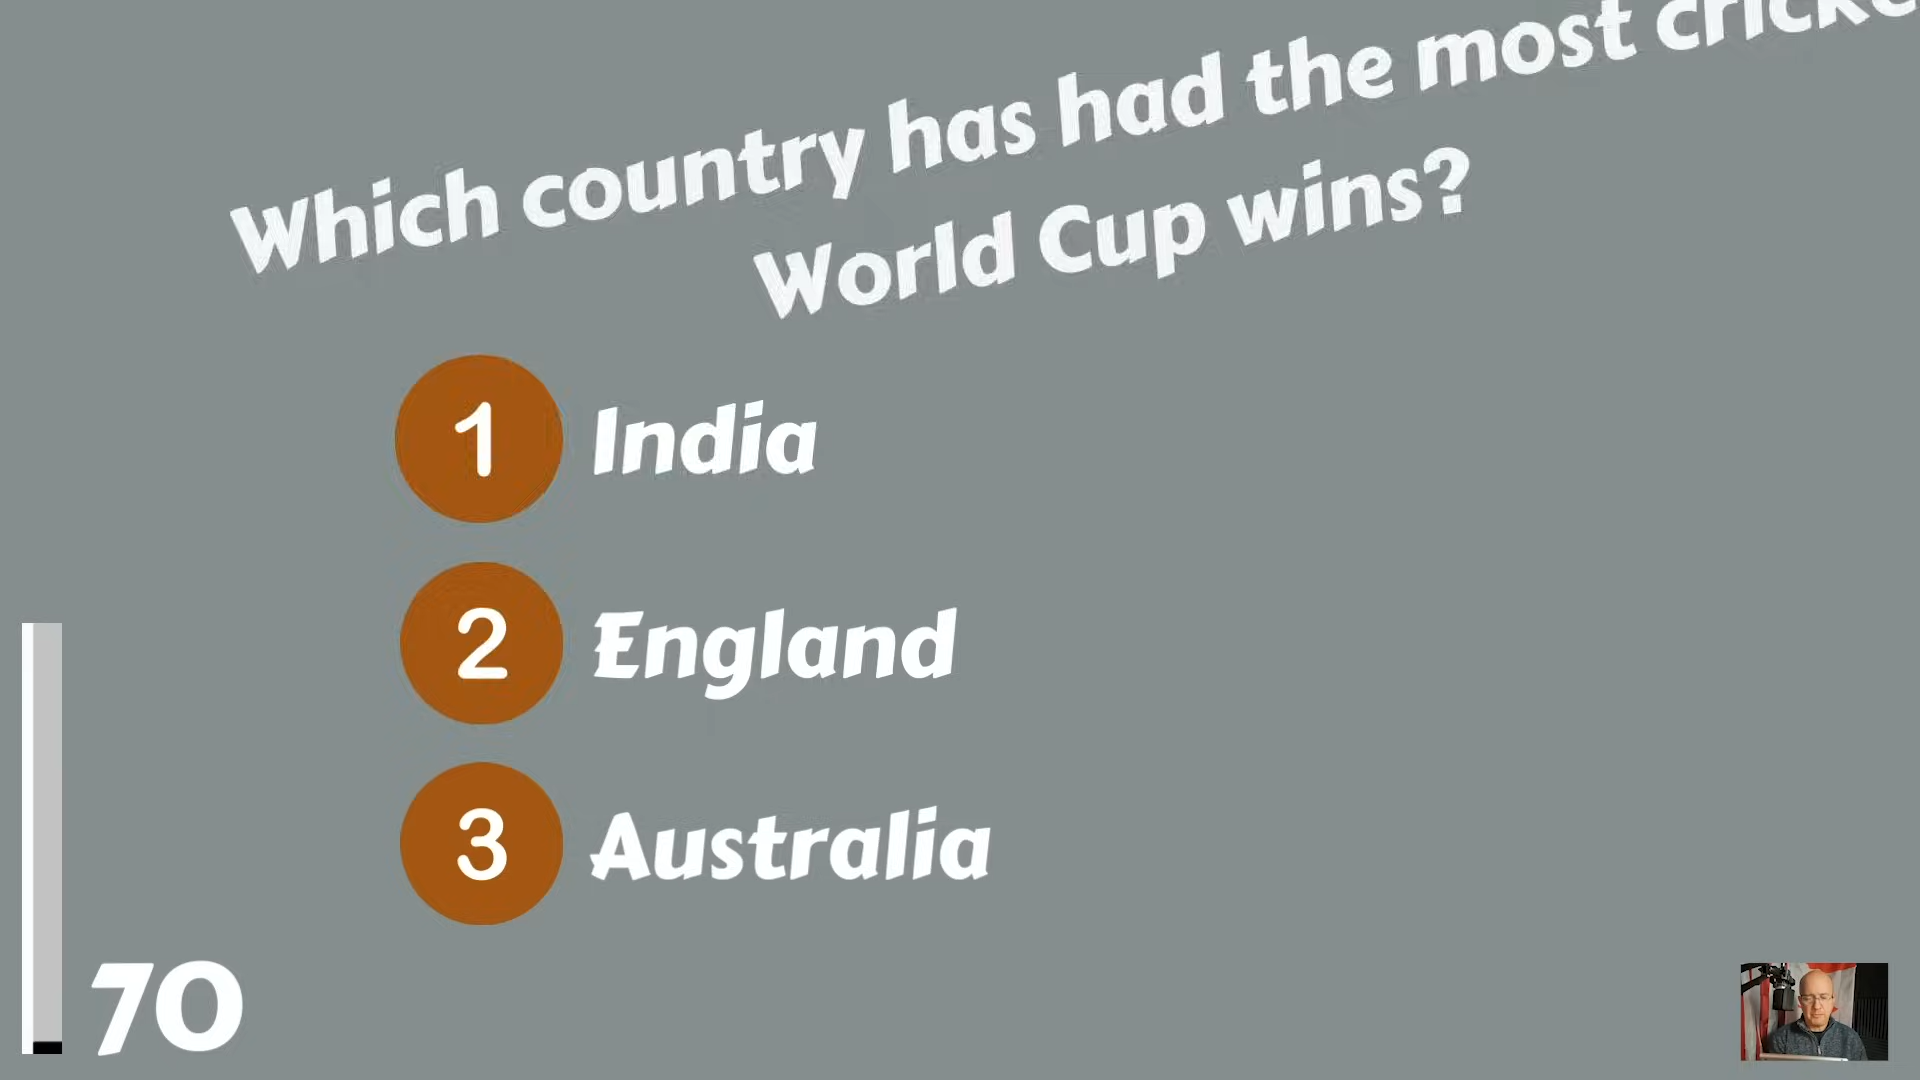 Which country has had the most
World Cup wins?
1 India
2 England
3 Australia
70